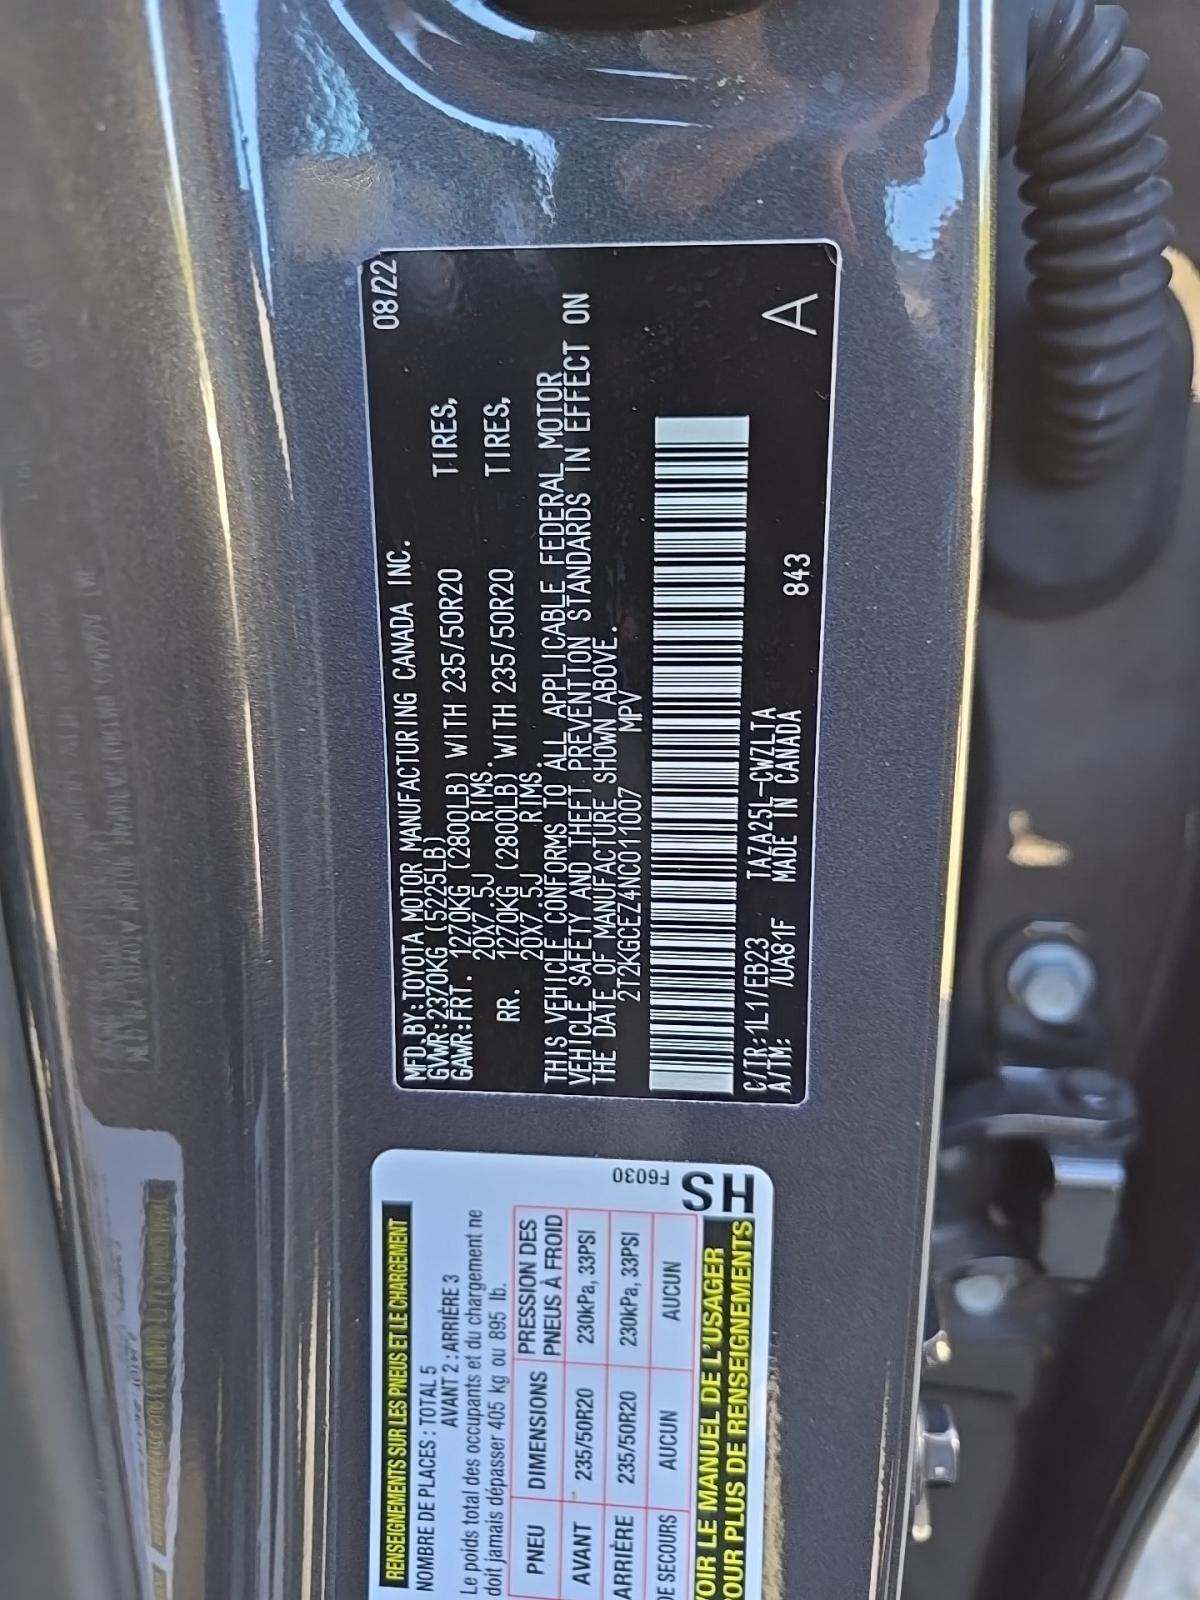 08/22
MFD.BY:TOYOTA MOTOR MANUFACTURING CANADA INC.
GVWR:2370KG (5225LB)
GAWR:FRT. 1270KG (2800LB) WITH 235/50R20 TIRES,
20X7.5J RIMS.
RR. 1270KG (2800LB) WITH 235/50R20 TIRES,
20X7.5J RIMS.
THIS VEHICLE CONFORMS TO ALL APPLICABLE FEDERAL MOTOR
VEHICLE SAFETY AND THEFT PREVENTION STANDARDS IN EFFECT ON
THE DATE OF MANUFACTURE SHOWN ABOVE.
2T2KGCEZ4NC011007 MPV
C/TR:1L1/EB23 TAZA25L-CWZLTA
A/TM: /UA81F MADE IN CANADA 843
A
RENSEIGNEMENTS SUR LES PNEUS ET LE CHARGEMENT
NOMBRE DE PLACES : TOTAL 5
AVANT 2 : ARRIÈRE 3
Le poids total des occupants et du chargement ne
doit jamais dépasser 405 kg ou 895 lb.
PNEU DIMENSIONS PRESSION DES PNEUS À FROID
AVANT 235/50R20 230kPa, 33PSI
ARRIÈRE 235/50R20 230kPa, 33PSI
DE SECOURS AUCUN AUCUN
F6030
HS
VOIR LE MANUEL DE L'USAGER
POUR PLUS DE RENSEIGNEMENTS